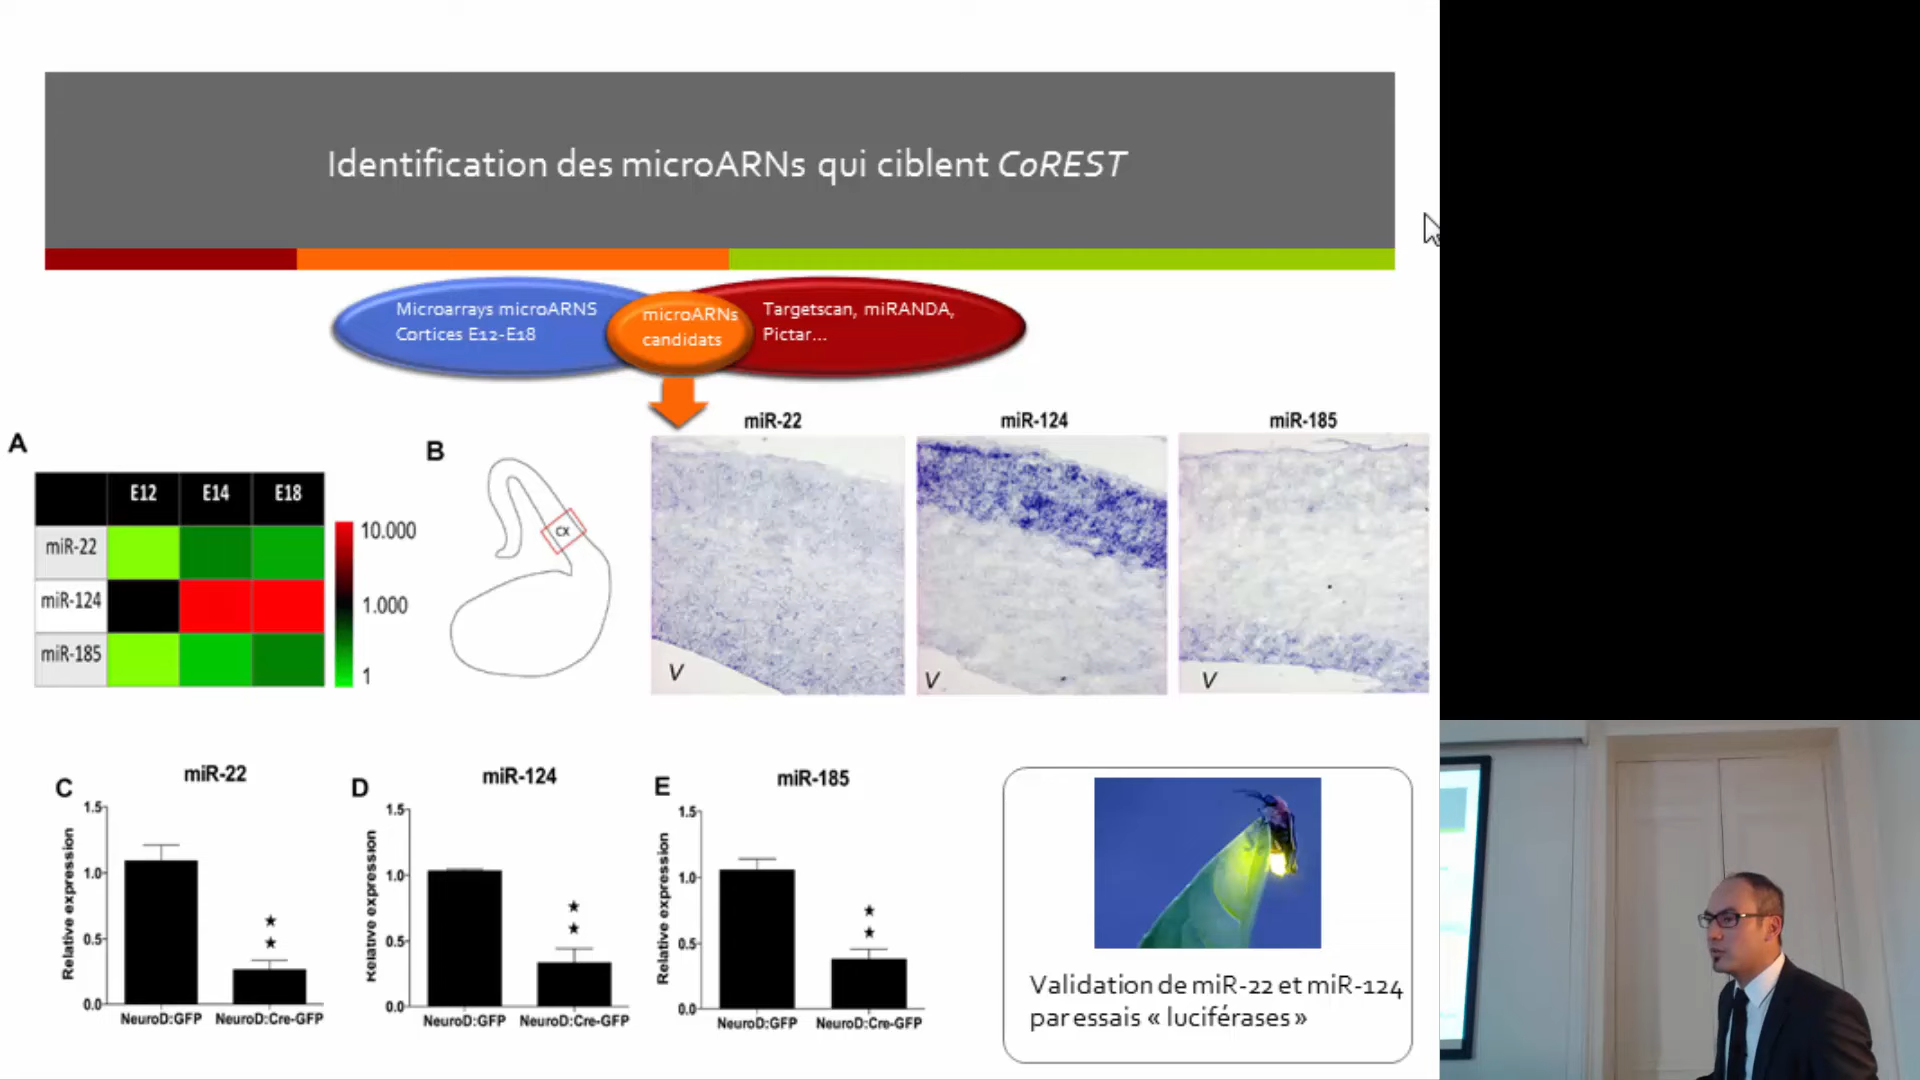 Identification des microARNs qui ciblent CoREST
Microarrays microARNS
Cortices E12-E18
microARNs
candidats
Targetscan, miRANDA,
Pictar...
A
E12 E14 E18
miR-22
miR-124
miR-185
10.000
1.000
1
B
CX
miR-22
miR-124
miR-185
V
V
V
C
miR-22
Relative expression
1.5
1.0
0.5
0.0
NeuroD:GFP NeuroD:Cre-GFP
D
miR-124
Relative expression
1.5
1.0
0.5
0.0
NeuroD:GFP NeuroD:Cre-GFP
E
miR-185
Relative expression
1.5
1.0
0.5
0.0
NeuroD:GFP NeuroD:Cre-GFP
Validation de miR-22 et miR-124
par essais « luciférases »